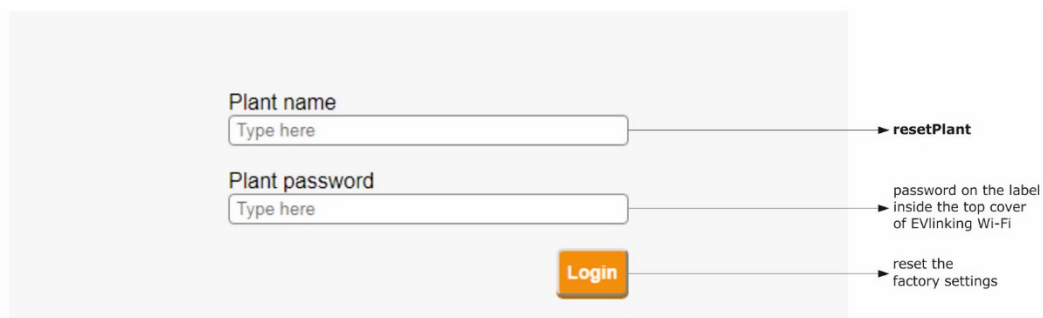 Plant name
Type here
resetPlant
Plant password
Type here
password on the label
inside the top cover
of EVlinking Wi-Fi
Login
reset the
factory settings